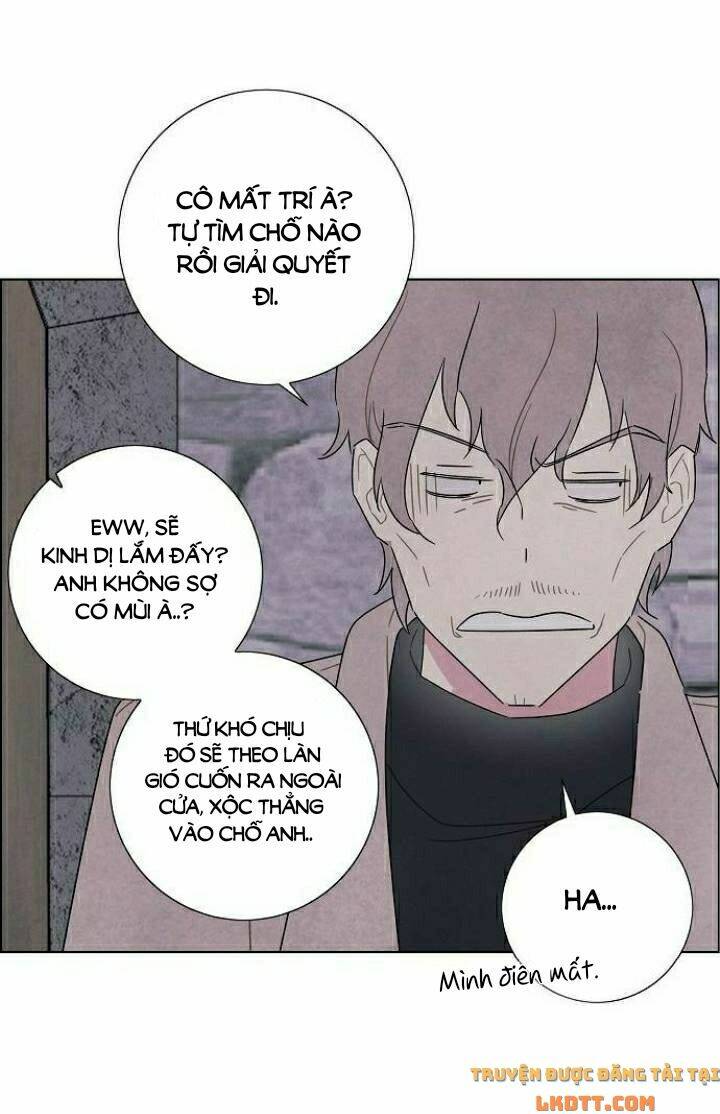 CÔ MẤT TRÍ À?
TỰ TÌM CHỖ NÀO
RỒI GIẢI QUYẾT
ĐI.
EWW, SẼ
KINH DỊ LẮM ĐẤY?
ANH KHÔNG SỢ
CÓ MÙI À..?
THỨ KHÓ CHỊU
ĐÓ SẼ THEO LÀN
GIÓ CUỐN RA NGOÀI
CỬA, XỘC THẲNG
VÀO CHỖ ANH..
HA...
Mình điên mất.
TRUYỆN ĐƯỢC ĐĂNG TẢI TẠI
LKDTT.COM